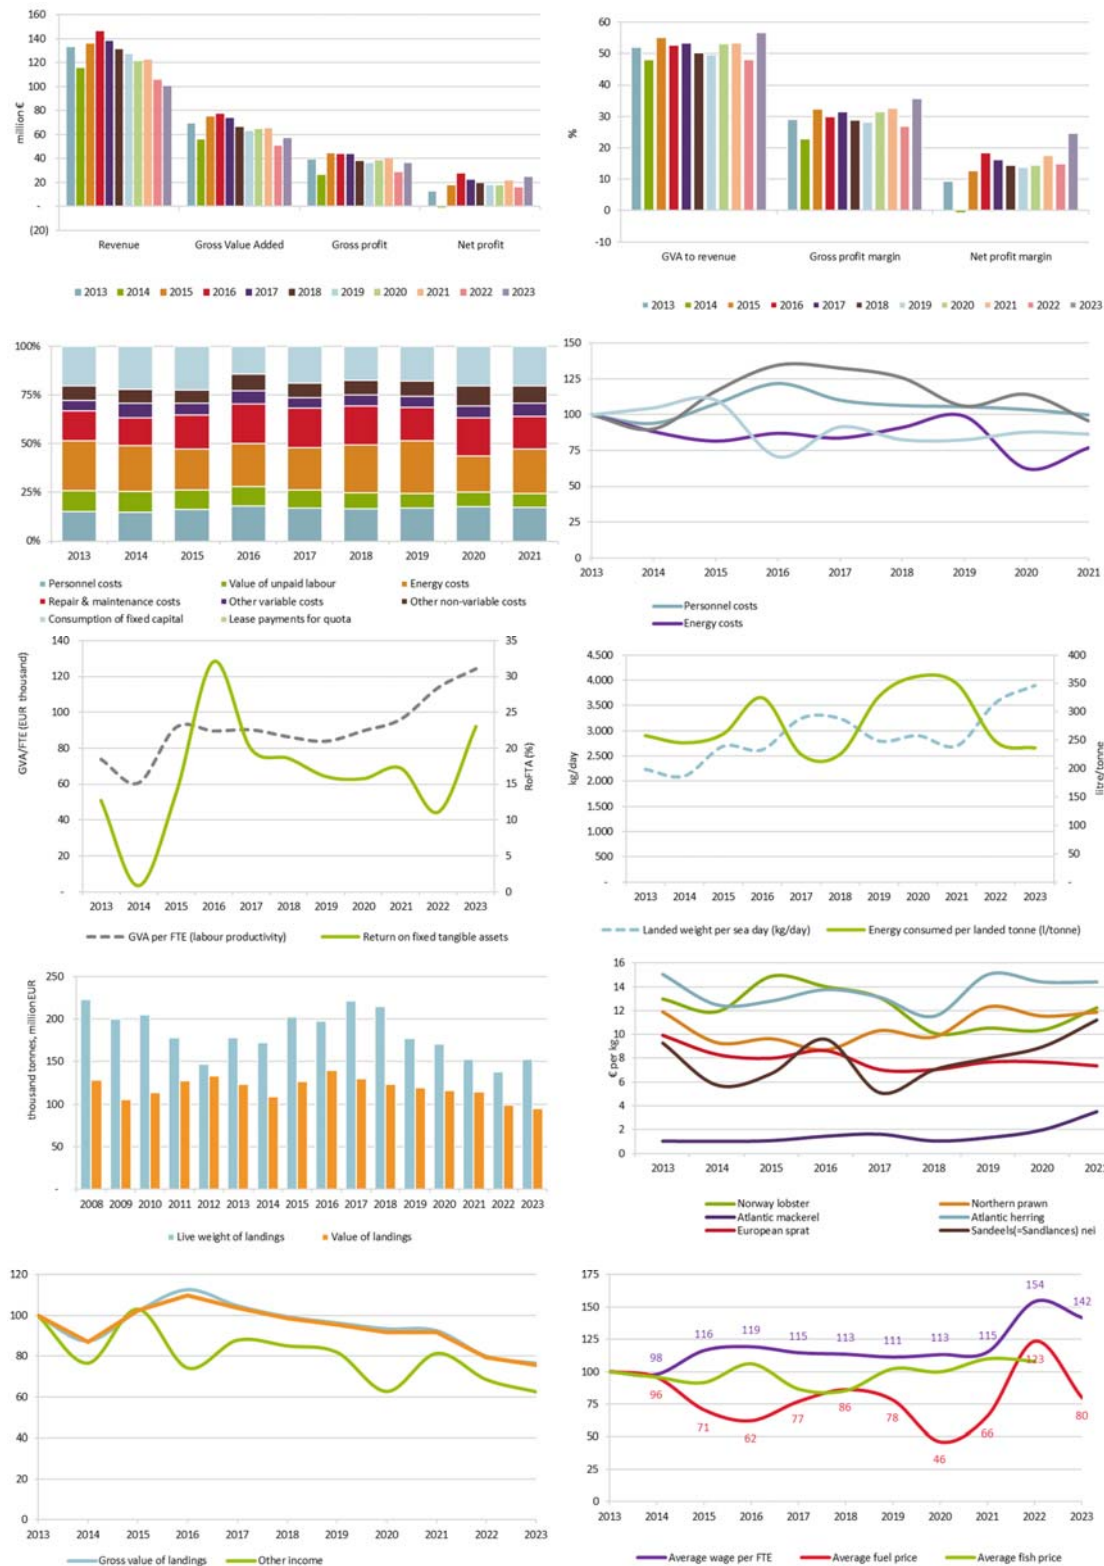 160
140
120
100
80
60
40
20
-
(20)
million €
Revenue Gross Value Added Gross profit Net profit
2013 2014 2015 2016 2017 2018 2019 2020 2021 2022 2023
60
50
40
30
20
10
0
-10
%
GVA to revenue Gross profit margin Net profit margin
2013 2014 2015 2016 2017 2018 2019 2020 2021 2022 2023
100%
75%
50%
25%
0%
2013 2014 2015 2016 2017 2018 2019 2020 2021
Personnel costs Value of unpaid labour Energy costs
Repair & maintenance costs Other variable costs Other non-variable costs
Consumption of fixed capital Lease payments for quota
150
125
100
75
50
25
0
2013 2014 2015 2016 2017 2018 2019 2020 2021
Personnel costs
Energy costs
140
120
100
80
60
40
20
-
GVA/FTE (EUR thousand)
35
30
25
20
15
10
5
0
RoFTA (%)
2013 2014 2015 2016 2017 2018 2019 2020 2021 2022 2023
GVA per FTE (labour productivity) Return on fixed tangible assets
4.500
4.000
3.500
3.000
2.500
2.000
1.500
1.000
500
-
kg/day
400
350
300
250
200
150
100
50
-
litre/tonne
2013 2014 2015 2016 2017 2018 2019 2020 2021 2022 2023
Landed weight per sea day (kg/day) Energy consumed per landed tonne (l/tonne)
250
200
150
100
50
-
thousand tonnes, million EUR
2008 2009 2010 2011 2012 2013 2014 2015 2016 2017 2018 2019 2020 2021 2022 2023
Live weight of landings Value of landings
16
14
12
10
8
6
4
2
0
€ per kg
2013 2014 2015 2016 2017 2018 2019 2020
Norway lobster Northern prawn
Atlantic mackerel Atlantic herring
European sprat Sandeels(=Sandlances) nei
120
100
80
60
40
20
0
2013 2014 2015 2016 2017 2018 2019 2020 2021 2022 2023
Gross value of landings Other income
175
150
125
100
75
50
25
0
98 116 119 115 113 111 113 115 154 142
96 71 62 77 86 78 46 66 123 80
2013 2014 2015 2016 2017 2018 2019 2020 2021 2022 2023
Average wage per FTE Average fuel price Average fish price